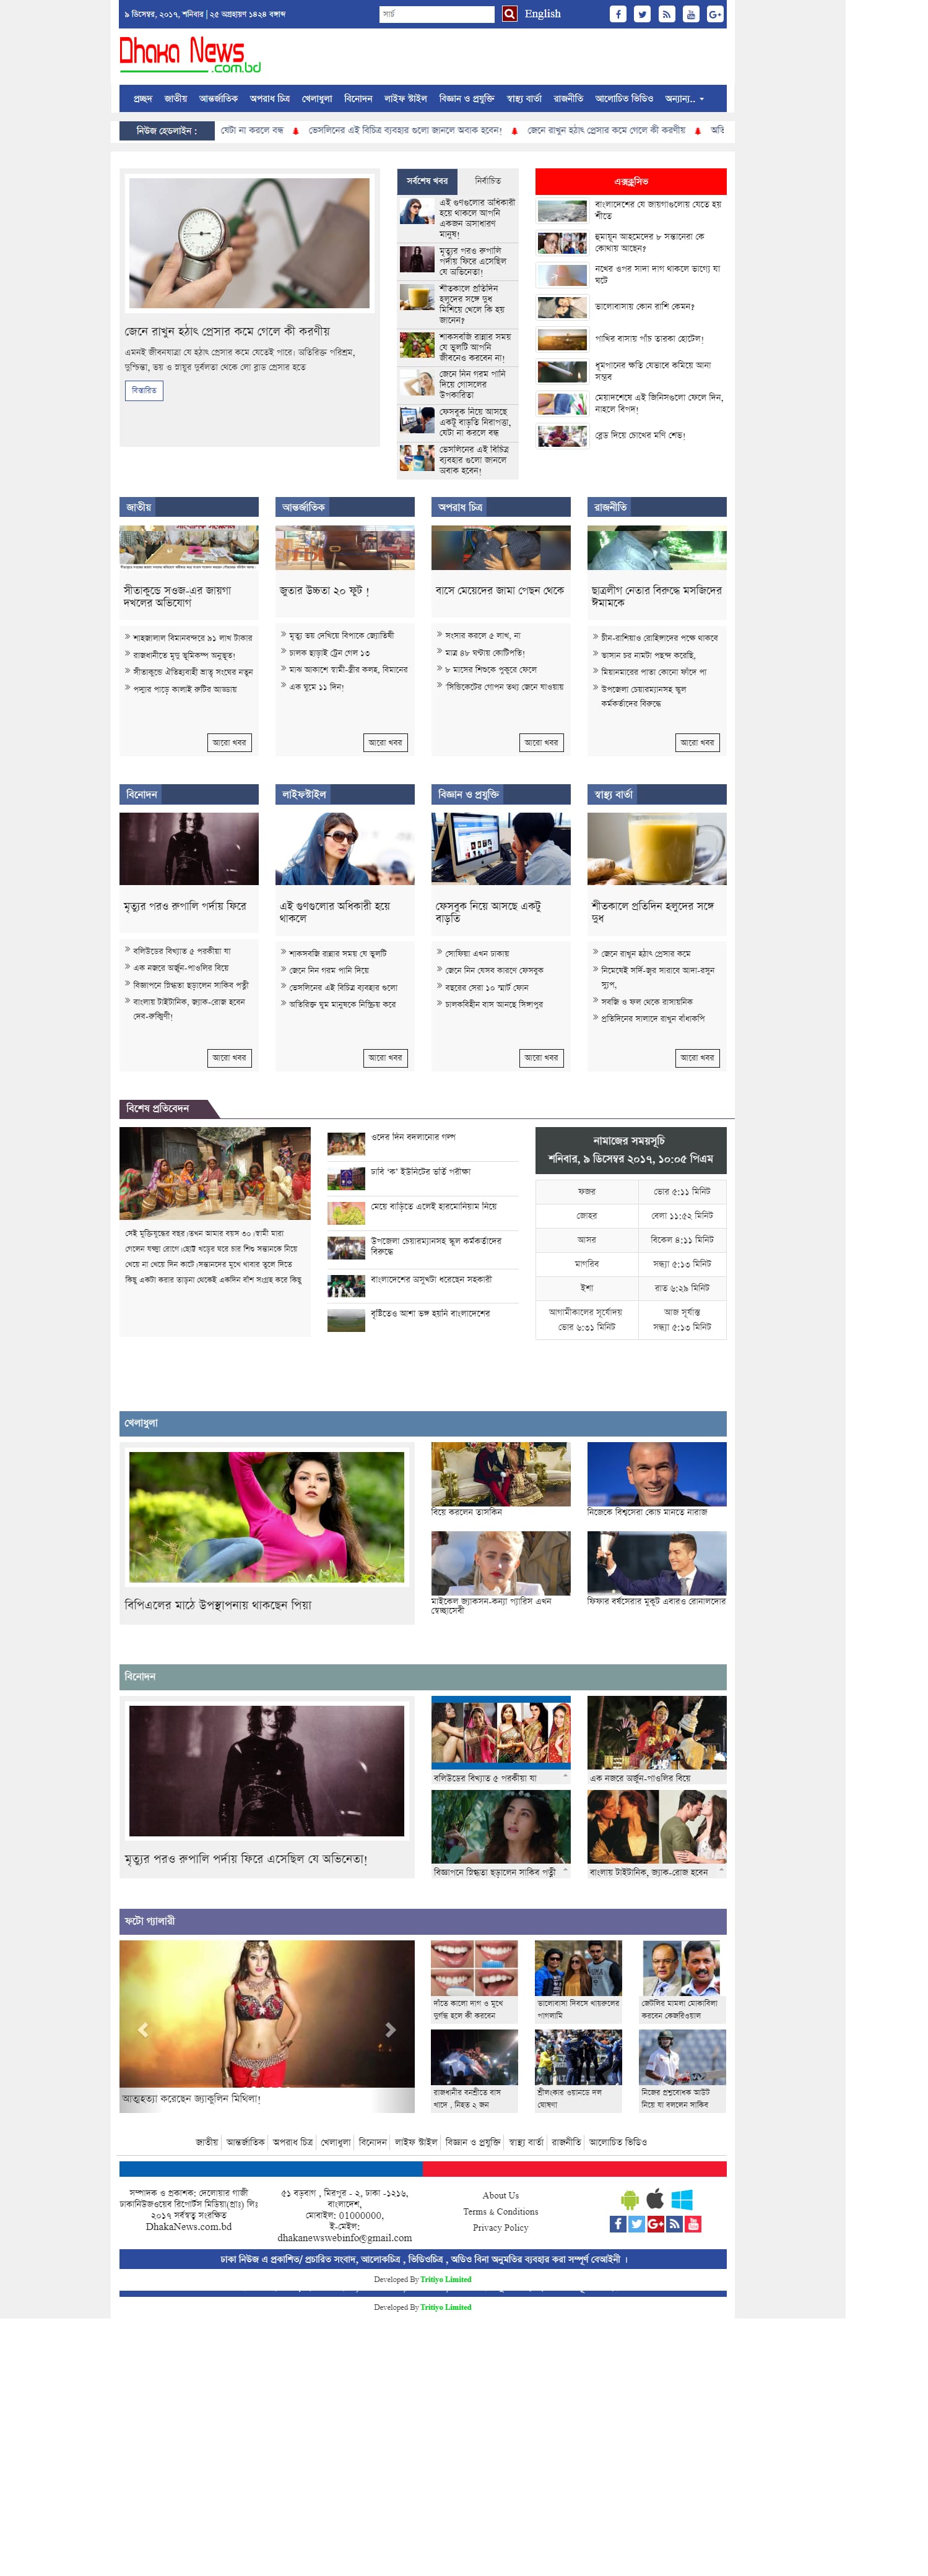 ৯ ডিসেম্বর, ২০১৭, শনিবার | ২৫ অগ্রহায়ণ ১৪২৪ বঙ্গাব্দ
সার্চ
English
Dhaka News
.com.bd
প্রচ্ছদ জাতীয় আন্তর্জাতিক অপরাধ চিত্র খেলাধুলা বিনোদন লাইফ স্টাইল বিজ্ঞান ও প্রযুক্তি স্বাস্থ্য বার্তা রাজনীতি আলোচিত ভিডিও অন্যান্য..
নিউজ হেডলাইন :
যেটা না করলে বন্ধ ভেসলিনের এই বিচিত্র ব্যবহার গুলো জানলে অবাক হবেন! জেনে রাখুন হঠাৎ প্রেসার কমে গেলে কী করণীয়
জেনে রাখুন হঠাৎ প্রেসার কমে গেলে কী করণীয়
এমনই জীবনযাত্রা যে হঠাৎ প্রেসার কমে যেতেই পারে। অতিরিক্ত পরিশ্রম,
দুশ্চিন্তা, ভয় ও স্নায়ুর দুর্বলতা থেকে লো ব্লাড প্রেসার হতে
বিস্তারিত
সর্বশেষ খবর
নির্বাচিত
এই গুণগুলোর অধিকারী
হয়ে থাকলে আপনি
একজন অসাধারণ
মানুষ!
মৃত্যুর পরও রুপালি
পর্দায় ফিরে এসেছিল
যে অভিনেতা!
শীতকালে প্রতিদিন
হলুদের সঙ্গে দুধ
মিশিয়ে খেলে কি হয়
জানেন?
শাকসবজি রান্নার সময়
যে ভুলটি আপনি
জীবনেও করবেন না!
জেনে নিন গরম পানি
দিয়ে গোসলের
উপকারিতা
ফেসবুক নিয়ে আসছে
একটু বাড়তি নিরাপত্তা,
যেটা না করলে বন্ধ
ভেসলিনের এই বিচিত্র
ব্যবহার গুলো জানলে
অবাক হবেন!
এক্সক্লুসিভ
বাংলাদেশের যে জায়গাগুলোয় যেতে হয়
শীতে
হুমায়ূন আহমেদের ৮ সন্তানেরা কে
কোথায় আছেন?
নখের ওপর সাদা দাগ থাকলে ভাগ্যে যা
ঘটে
ভালোবাসায় কোন রাশি কেমন?
পাখির বাসায় পাঁচ তারকা হোটেল!
ধূমপানের ক্ষতি যেভাবে কমিয়ে আনা
সম্ভব
মেয়াদশেষে এই জিনিসগুলো ফেলে দিন,
নাহলে বিপদ!
ব্লেড দিয়ে চোখের মণি শেভ!
জাতীয়
সীতাকুন্ডে সওজ-এর জায়গা
দখলের অভিযোগ
শাহজালাল বিমানবন্দরে ৯১ লাখ টাকার
রাজধানীতে মৃদু ভূমিকম্প অনুভূত!
সীতাকুন্ডে ঐতিহ্যবাহী ভ্রাতৃ সংঘের নতুন
পদ্মার পাড়ে কালাই রুটির আড্ডায়
আরো খবর
আন্তর্জাতিক
জুতার উচ্চতা ২০ ফুট !
মৃত্যু ভয় দেখিয়ে বিপাকে জ্যোতিষী
চালক ছাড়াই ট্রেন গেল ১৩
মাঝ আকাশে স্বামী-স্ত্রীর কলহ, বিমানের
এক ঘুমে ১১ দিন!
আরো খবর
অপরাধ চিত্র
বাসে মেয়েদের জামা পেছন থেকে
সংসার করলে ৫ লাখ, না
মাত্র ৪৮ ঘণ্টায় কোটিপতি!
৮ মাসের শিশুকে পুকুরে ফেলে
‘সিন্ডিকেটের গোপন তথ্য জেনে যাওয়ায়
আরো খবর
রাজনীতি
ছাত্রলীগ নেতার বিরুদ্ধে মসজিদের
ঈমামকে
চীন-রাশিয়াও রোহিঙ্গাদের পক্ষে থাকবে
ভাসান চর নামটা পছন্দ করেছি,
মিয়ানমারের পাতা কোনো ফাঁদে পা
উপজেলা চেয়ারম্যানসহ স্কুল
কর্মকর্তাদের বিরুদ্ধে
আরো খবর
বিনোদন
মৃত্যুর পরও রুপালি পর্দায় ফিরে
বলিউডের বিখ্যাত ৫ পরকীয়া যা
এক নজরে অর্জুন-পাওলির বিয়ে
বিজ্ঞাপনে স্নিগ্ধতা ছড়ালেন সাকিব পত্নী
বাংলায় টাইটানিক, জ্যাক-রোজ হবেন
দেব-রুক্মিণী!
আরো খবর
লাইফস্টাইল
এই গুণগুলোর অধিকারী হয়ে
থাকলে
শাকসবজি রান্নার সময় যে ভুলটি
জেনে নিন গরম পানি দিয়ে
ভেসলিনের এই বিচিত্র ব্যবহার গুলো
অতিরিক্ত ঘুম মানুষকে নিষ্ক্রিয় করে
আরো খবর
বিজ্ঞান ও প্রযুক্তি
ফেসবুক নিয়ে আসছে একটু
বাড়তি
সোফিয়া এখন ঢাকায়
জেনে নিন যেসব কারণে ফেসবুক
বছরের সেরা ১০ স্মার্ট ফোন
চালকবিহীন বাস আনছে সিঙ্গাপুর
আরো খবর
স্বাস্থ্য বার্তা
শীতকালে প্রতিদিন হলুদের সঙ্গে
দুধ
জেনে রাখুন হঠাৎ প্রেসার কমে
নিমেষেই সর্দি-জ্বর সারাবে আদা-রসুন
স্যুপ,
সবজি ও ফল থেকে রাসায়নিক
প্রতিদিনের সালাদে রাখুন বাঁধাকপি
আরো খবর
বিশেষ প্রতিবেদন
সেই মুক্তিযুদ্ধের বছর।তখন আমার বয়স ৩০।স্বামী মারা
গেলেন যক্ষ্মা রোগে।ছোট্ট খড়ের ঘরে চার শিশু সন্তানকে নিয়ে
খেয়ে না খেয়ে দিন কাটে।সন্তানদের মুখে খাবার তুলে দিতে
কিছু একটা করার তাড়না থেকেই একদিন বাঁশ সংগ্রহ করে কিছু
ওদের দিন বদলানোর গল্প
ঢাবি 'ক' ইউনিটের ভর্তি পরীক্ষা
মেয়ে বাড়িতে এলেই হারমোনিয়াম নিয়ে
উপজেলা চেয়ারম্যানসহ স্কুল কর্মকর্তাদের
বিরুদ্ধে
বাংলাদেশের অসুখটা ধরেছেন সহকারী
বৃষ্টিতেও আশা ভঙ্গ হয়নি বাংলাদেশের
নামাজের সময়সূচি
শনিবার, ৯ ডিসেম্বর ২০১৭, ১০:০৫ পিএম
ফজর ভোর ৫:১১ মিনিট
জোহর বেলা ১১:৫২ মিনিট
আসর বিকেল ৪:১১ মিনিট
মাগরিব সন্ধ্যা ৫:১৩ মিনিট
ইশা রাত ৬:২৯ মিনিট
আগামীকালের সূর্যোদয় আজ সূর্যাস্ত
ভোর ৬:৩১ মিনিট সন্ধ্যা ৫:১৩ মিনিট
খেলাধুলা
বিপিএলের মাঠে উপস্থাপনায় থাকছেন পিয়া
বিয়ে করলেন তাসকিন
নিজেকে বিশ্বসেরা কোচ মানতে নারাজ
মাইকেল জ্যাকসন-কন্যা প্যারিস এখন
স্বেচ্ছাসেবী
ফিফার বর্ষসেরার মুকুট এবারও রোনালদোর
বিনোদন
মৃত্যুর পরও রুপালি পর্দায় ফিরে এসেছিল যে অভিনেতা!
বলিউডের বিখ্যাত ৫ পরকীয়া যা
এক নজরে অর্জুন-পাওলির বিয়ে
বিজ্ঞাপনে স্নিগ্ধতা ছড়ালেন সাকিব পত্নী
বাংলায় টাইটানিক, জ্যাক-রোজ হবেন
ফটো গ্যালারী
আত্মহত্যা করেছেন জ্যাকুলিন মিথিলা!
দাঁতে কালো দাগ ও মুখে
দুর্গন্ধ হলে কী করবেন
ভালোবাসা দিবসে খায়রুলের
পাগলামি
জেটলির মামলা মোকাবিলা
করবেন কেজরিওয়াল
রাজধানীর বনশ্রীতে বাস
খাদে , নিহত ২ জন
শ্রীলংকার ওয়ানডে দল
ঘোষণা
নিজের প্রশ্নবোধক আউট
নিয়ে যা বললেন সাকিব
জাতীয় আন্তর্জাতিক অপরাধ চিত্র খেলাধুলা বিনোদন লাইফ স্টাইল বিজ্ঞান ও প্রযুক্তি স্বাস্থ্য বার্তা রাজনীতি আলোচিত ভিডিও
সম্পাদক ও প্রকাশক: দেলোয়ার গাজী
ঢাকানিউজওয়েব রিপোর্টস মিডিয়া(প্রাঃ) লিঃ
২০১৭ সর্বস্বত্ব সংরক্ষিত
DhakaNews.com.bd
৫১ বড়বাগ , মিরপুর - ২, ঢাকা -১২১৬,
বাংলাদেশ,
মোবাইল: 01000000,
ই-মেইল:
dhakanewswebinfo@gmail.com
About Us
Terms & Conditions
Privacy Policy
ঢাকা নিউজ এ প্রকাশিত/ প্রচারিত সংবাদ, আলোকচিত্র , ভিডিওচিত্র , অডিও বিনা অনুমতির ব্যবহার করা সম্পূর্ণ বেআইনী ।
Developed By Tritiyo Limited
Developed By Tritiyo Limited